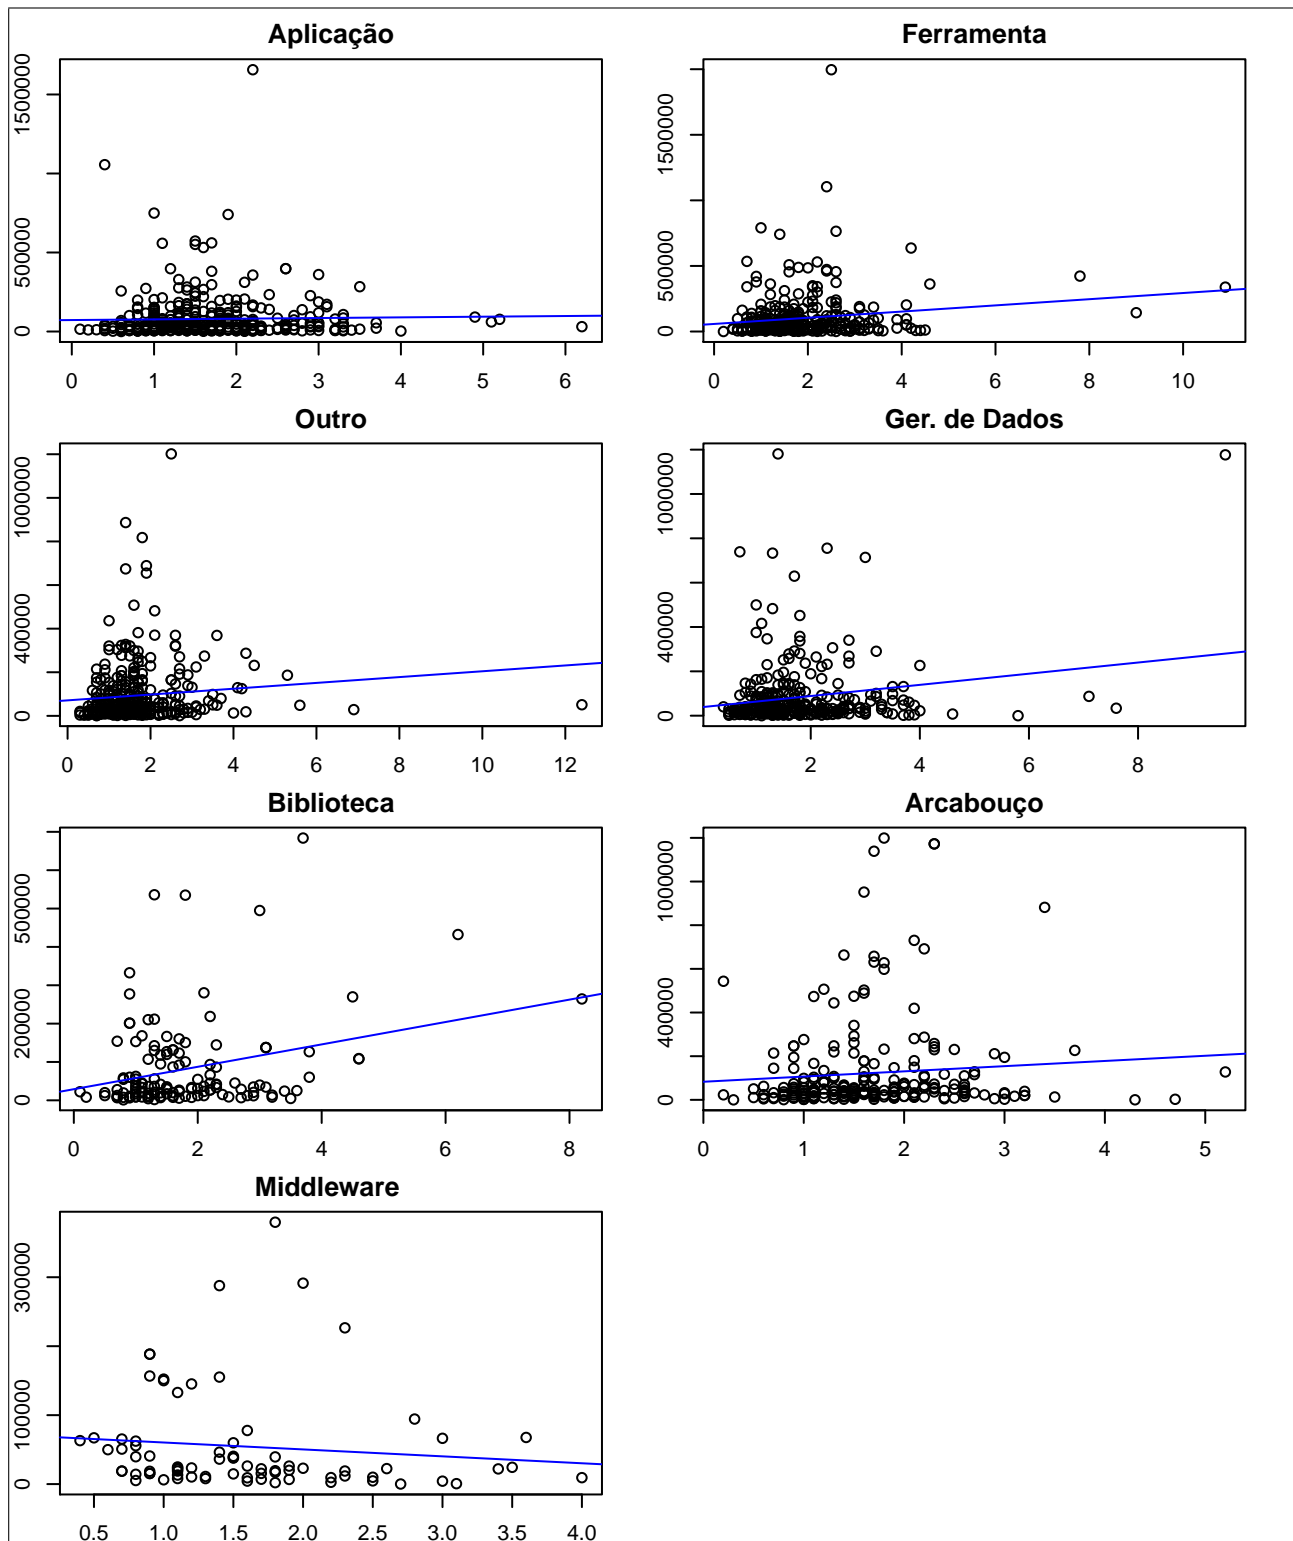 Aplicação
0 500000 1500000
0 1 2 3 4 5 6
Ferramenta
0 500000 1500000
0 2 4 6 8 10
Outro
0 400000 1000000
0 2 4 6 8 10 12
Ger. de Dados
0 400000 1000000
2 4 6 8
Biblioteca
0 200000 500000
0 2 4 6 8
Arcabouço
0 400000 1000000
0 1 2 3 4 5
Middleware
0 100000 300000
0.5 1.0 1.5 2.0 2.5 3.0 3.5 4.0